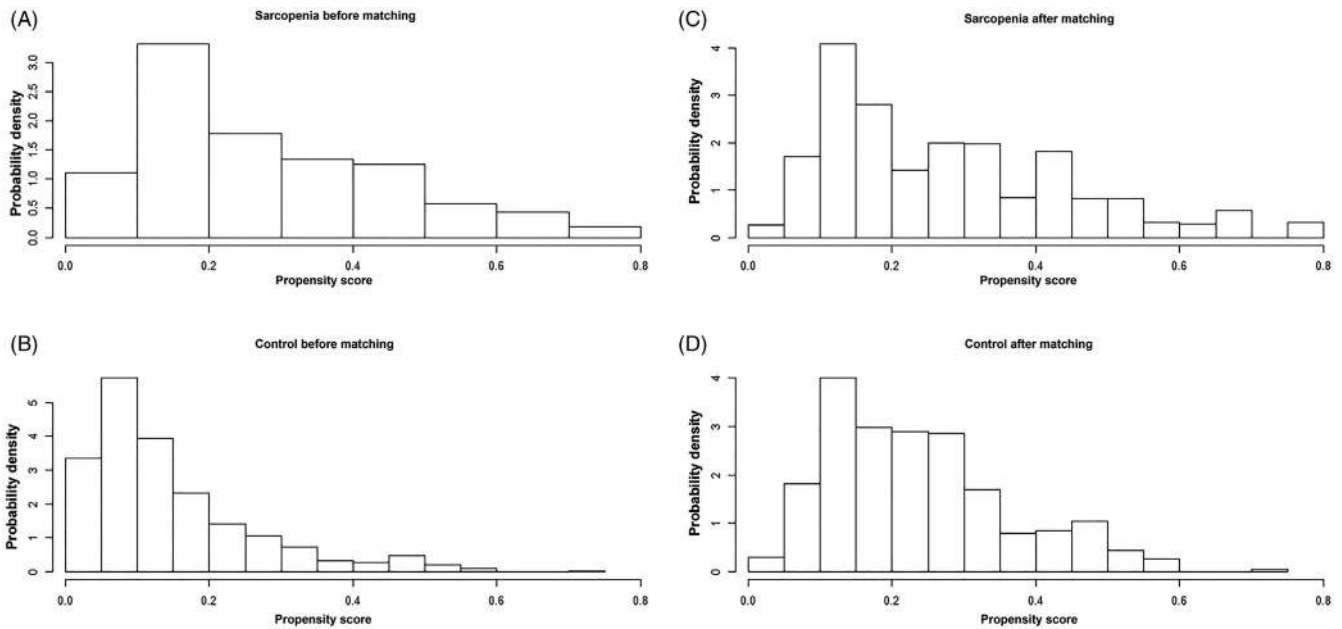 (A)
Sarcopenia before matching
Probability density
0.0 0.5 1.0 1.5 2.0 2.5 3.0
0.0 0.2 0.4 0.6 0.8
Propensity score
(C)
Sarcopenia after matching
Probability density
0 1 2 3 4
0.0 0.2 0.4 0.6 0.8
Propensity score
(B)
Control before matching
Probability density
0 1 2 3 4 5
0.0 0.2 0.4 0.6 0.8
Propensity score
(D)
Control after matching
Probability density
0 1 2 3 4
0.0 0.2 0.4 0.6 0.8
Propensity score